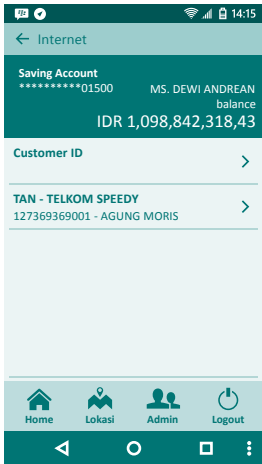 14:15
Internet
Saving Account
**********01500
MS. DEWI ANDREAN
balance
IDR 1,098,842,318,43
Customer ID
TAN - TELKOM SPEEDY
127369369001 - AGUNG MORIS
Home
Lokasi
Admin
Logout